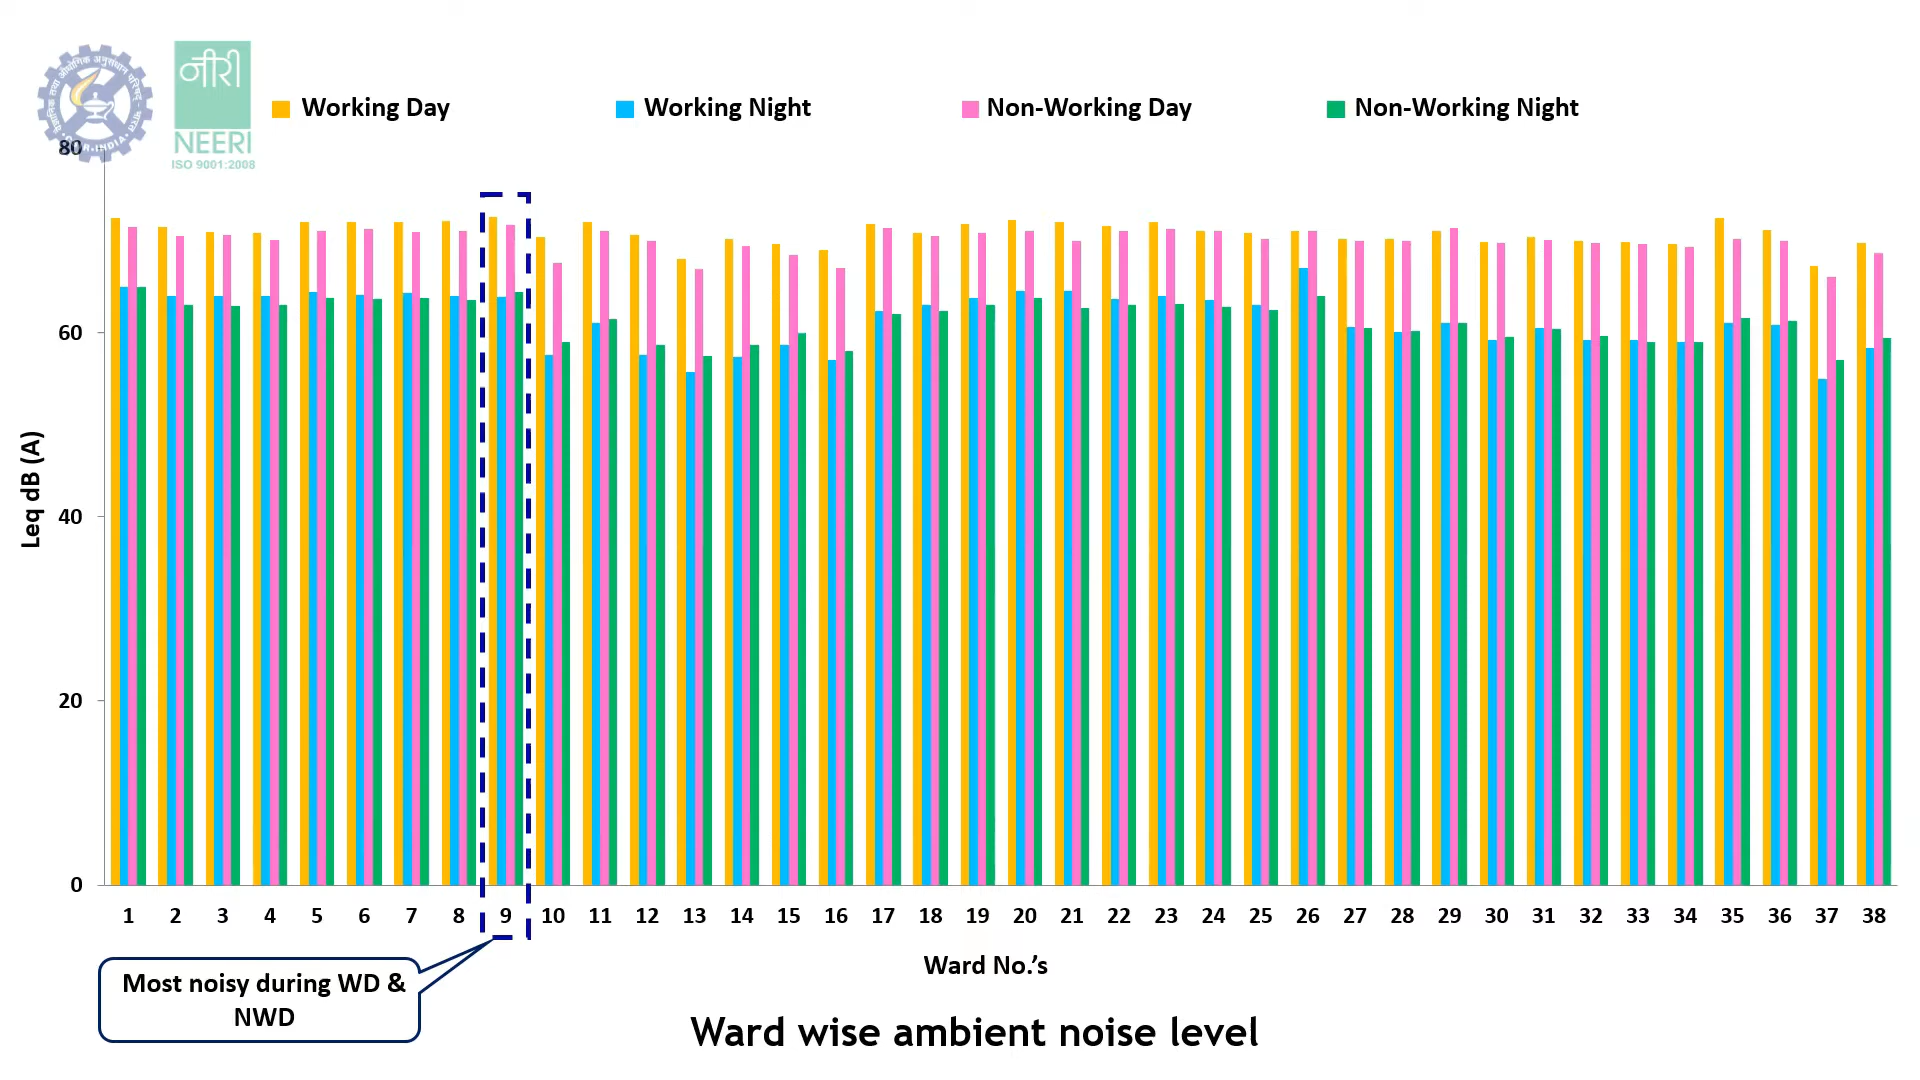 नीरी
NEERI
ISO 9001:2008
Working Day
Working Night
Non-Working Day
Non-Working Night
80
60
40
20
0
Leq dB (A)
1 2 3 4 5 6 7 8 9 10 11 12 13 14 15 16 17 18 19 20 21 22 23 24 25 26 27 28 29 30 31 32 33 34 35 36 37 38
Ward No.'s
Most noisy during WD &
NWD
Ward wise ambient noise level